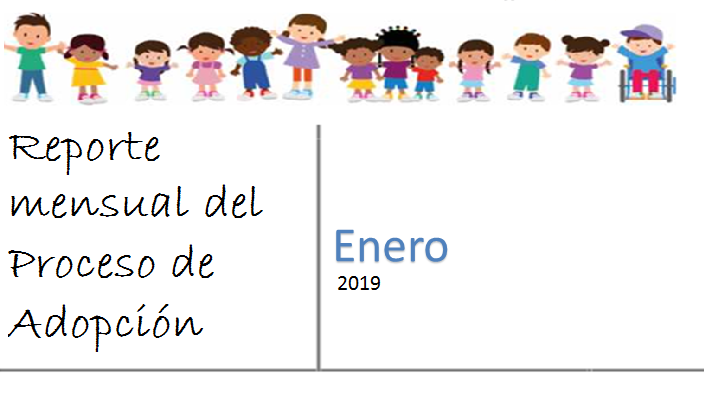 Reporte
mensual del
Proceso de
Adopción
Enero
2019